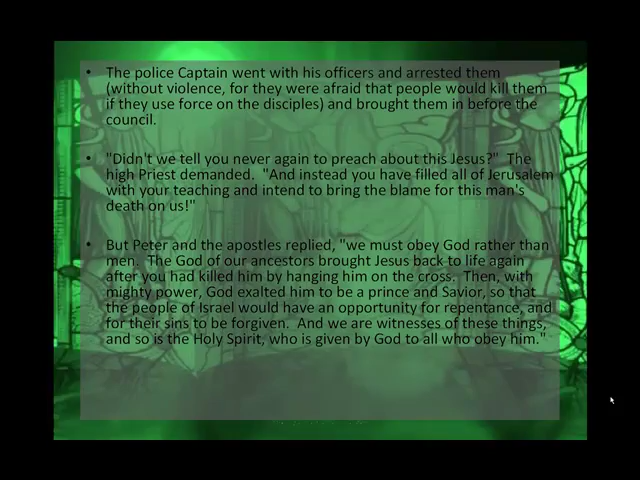 • The police Captain went with his officers and arrested them
(without violence, for they were afraid that people would kill them
if they use force on the disciples) and brought them in before the
council.
• "Didn't we tell you never again to preach about this Jesus?" The
high Priest demanded. "And instead you have filled all of Jerusalem
with your teaching and intend to bring the blame for this man's
death on us!"
• But Peter and the apostles replied, "we must obey God rather than
men. The God of our ancestors brought Jesus back to life again
after you had killed him by hanging him on the cross. Then, with
mighty power, God exalted him to be a prince and Savior, so that
the people of Israel would have an opportunity for repentance, and
for their sins to be forgiven. And we are witnesses of these things,
and so is the Holy Spirit, who is given by God to all who obey him."